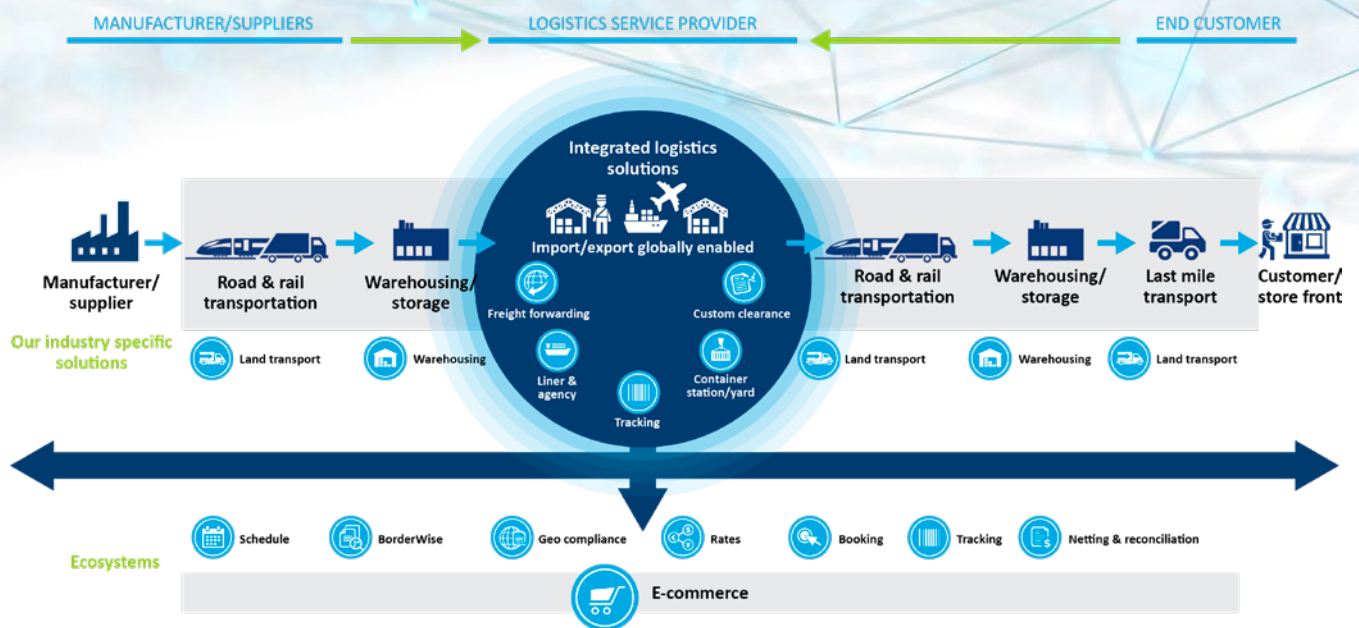 MANUFACTURER/SUPPLIERS
LOGISTICS SERVICE PROVIDER
END CUSTOMER
Integrated logistics
solutions
Import/export globally enabled
Manufacturer/
supplier
Road & rail
transportation
Warehousing/
storage
Freight forwarding
Custom clearance
Liner &
agency
Container
station/yard
Tracking
Road & rail
transportation
Warehousing/
storage
Last mile
transport
Customer/
store front
Our industry specific
solutions
Land transport
Warehousing
Land transport
Warehousing
Land transport
Ecosystems
Schedule
BorderWise
Geo compliance
Rates
Booking
Tracking
Netting & reconciliation
E-commerce